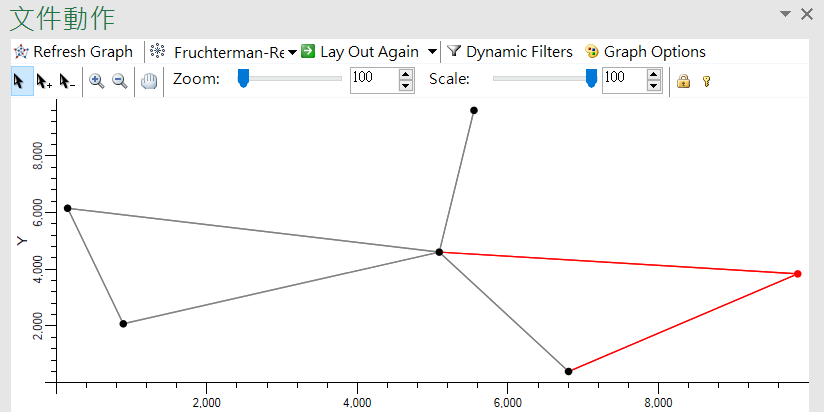 文件動作
Refresh Graph Fruchterman-Re Lay Out Again Dynamic Filters Graph Options
Zoom: 100 Scale: 100
8,000
6,000
Y
4,000
2,000
2,000 4,000 6,000 8,000